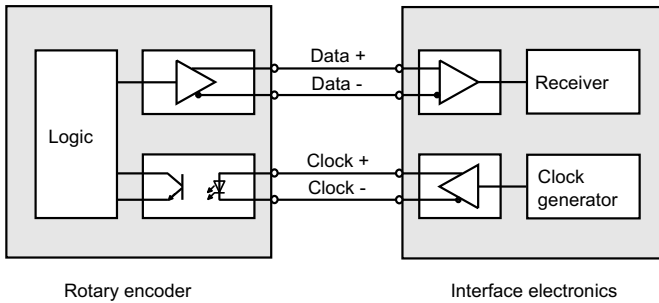 Data +
Data -
Receiver
Logic
Clock +
Clock -
Clock
generator
Rotary encoder
Interface electronics